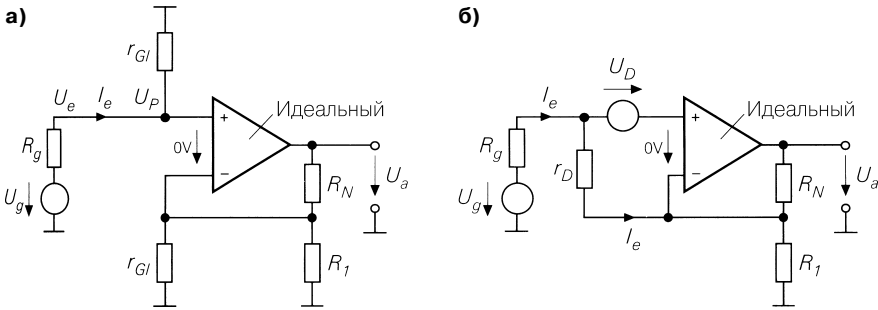 а)
r_Gl
U_e
I_e
U_P
+
Идеальный
R_g
0V
−
U_g
R_N
U_a
r_Gl
R_1
б)
U_D
I_e
+
Идеальный
R_g
r_D
0V
−
U_g
R_N
U_a
I_e
R_1